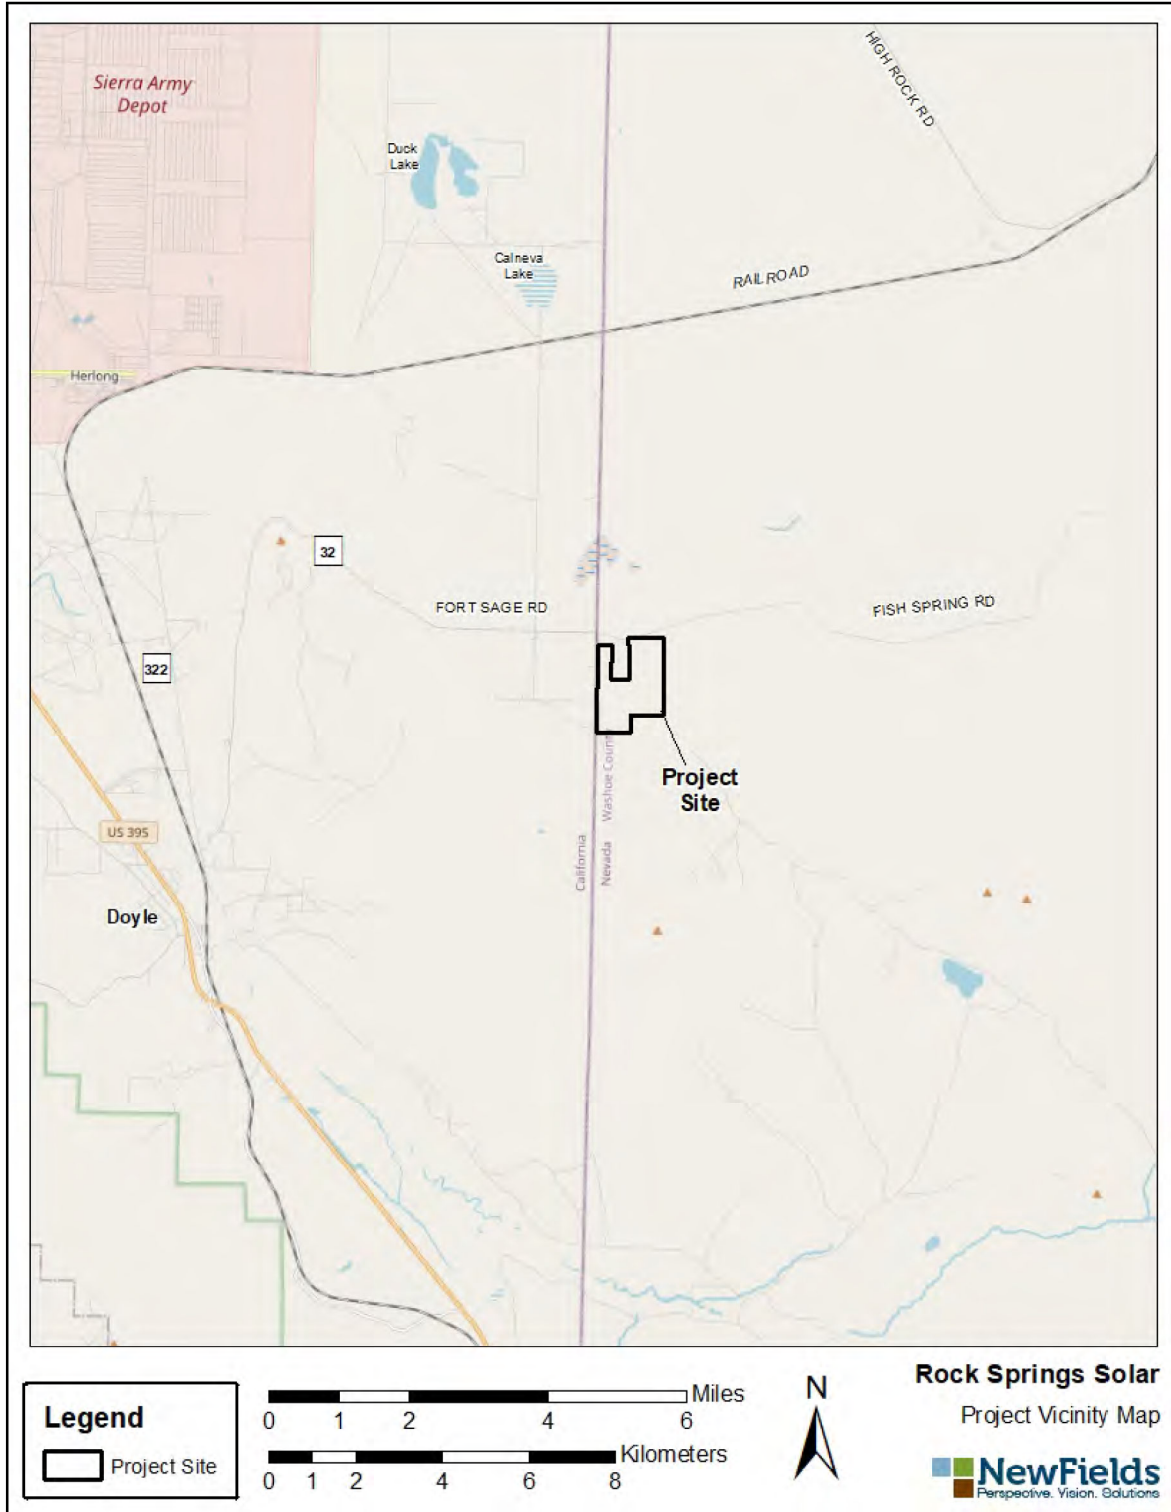 HIGH ROCK RD
Sierra Army
Depot
Duck
Lake
Calneva
Lake
RAILROAD
Herlong
32
FORT SAGE RD
FISH SPRING RD
322
Project
Site
Washoe County
US 395
California
Nevada
Doyle
Legend
Project Site
Miles
0 1 2 4 6
Kilometers
0 1 2 4 6 8
N
Rock Springs Solar
Project Vicinity Map
NewFields
Perspective. Vision. Solutions